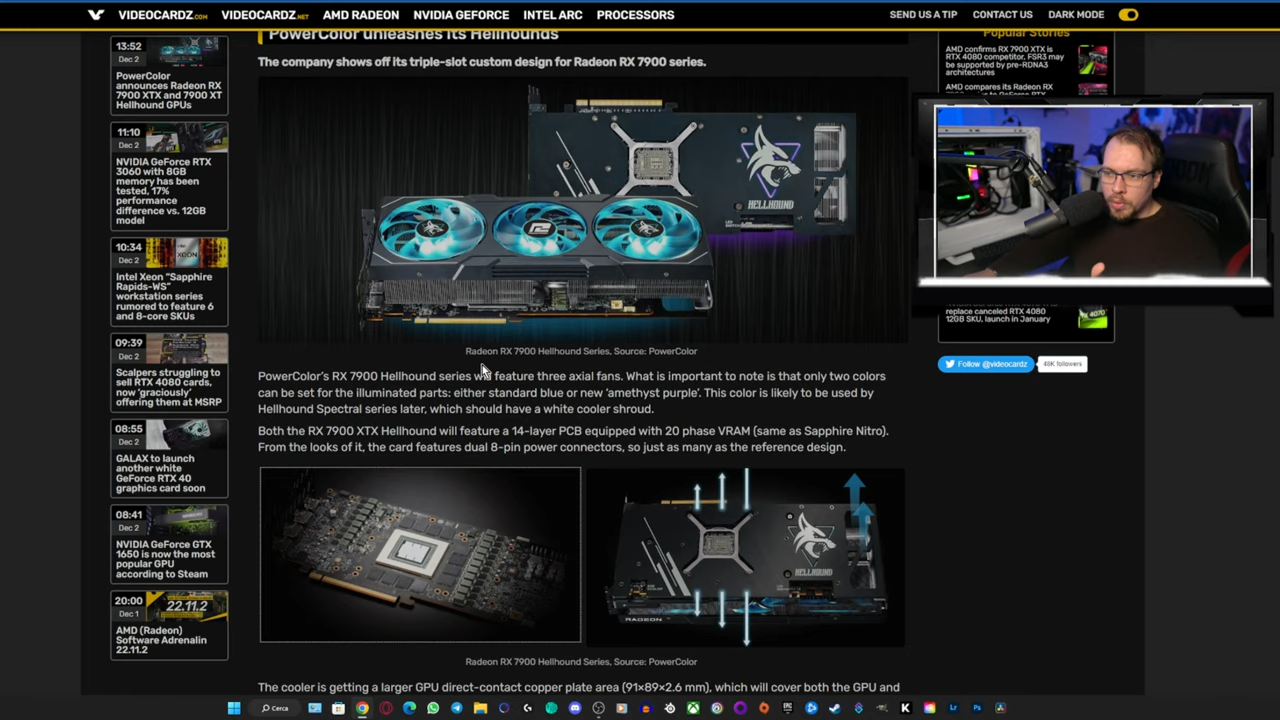 VIDEOCARDZ.COM
VIDEOCARDZ.NET
AMD RADEON
NVIDIA GEFORCE
INTEL ARC
PROCESSORS
SEND US A TIP
CONTACT US
DARK MODE
13:52
Dec 2
PowerColor
announces Radeon RX
7900 XTX and 7900 XT
Hellhound GPUs
11:10
Dec 2
NVIDIA GeForce RTX
3060 with 8GB
memory has been
tested, 17%
performance
difference vs. 12GB
model
10:34
Dec 2
XEON
Intel Xeon “Sapphire
Rapids-WS”
workstation series
rumored to feature 6
and 8-core SKUs
09:39
Dec 2
Scalpers struggling to
sell RTX 4080 cards,
now ‘graciously’
offering them at MSRP
08:55
Dec 2
GALAX to launch
another white
GeForce RTX 40
graphics card soon
08:41
Dec 2
NVIDIA GeForce GTX
1650 is now the most
popular GPU
according to Steam
20:00
Dec 1
22.11.2
AMD (Radeon)
Software Adrenalin
22.11.2
PowerColor unleashes its Hellhounds
The company shows off its triple-slot custom design for Radeon RX 7900 series.
HELLHOUND
Radeon RX 7900 Hellhound Series, Source: PowerColor
PowerColor’s RX 7900 Hellhound series will feature three axial fans. What is important to note is that only two colors
can be set for the illuminated parts: either standard blue or new ‘amethyst purple’. This color is likely to be used by
Hellhound Spectral series later, which should have a white cooler shroud.
Both the RX 7900 XTX Hellhound will feature a 14-layer PCB equipped with 20 phase VRAM (same as Sapphire Nitro).
From the looks of it, the card features dual 8-pin power connectors, so just as many as the reference design.
HELLHOUND
RADEON
Radeon RX 7900 Hellhound Series, Source: PowerColor
The cooler is getting a larger GPU direct-contact copper plate area (91×89×2.6 mm), which will cover both the GPU and
Popular Stories
AMD confirms RX 7900 XTX is
RTX 4080 competitor, FSR3 may
be supported by pre-RDNA3
architectures
AMD compares its Radeon RX
replace canceled RTX 4080
12GB SKU, launch in January
RTX 4070
Follow @videocardz
48K followers
Cerca